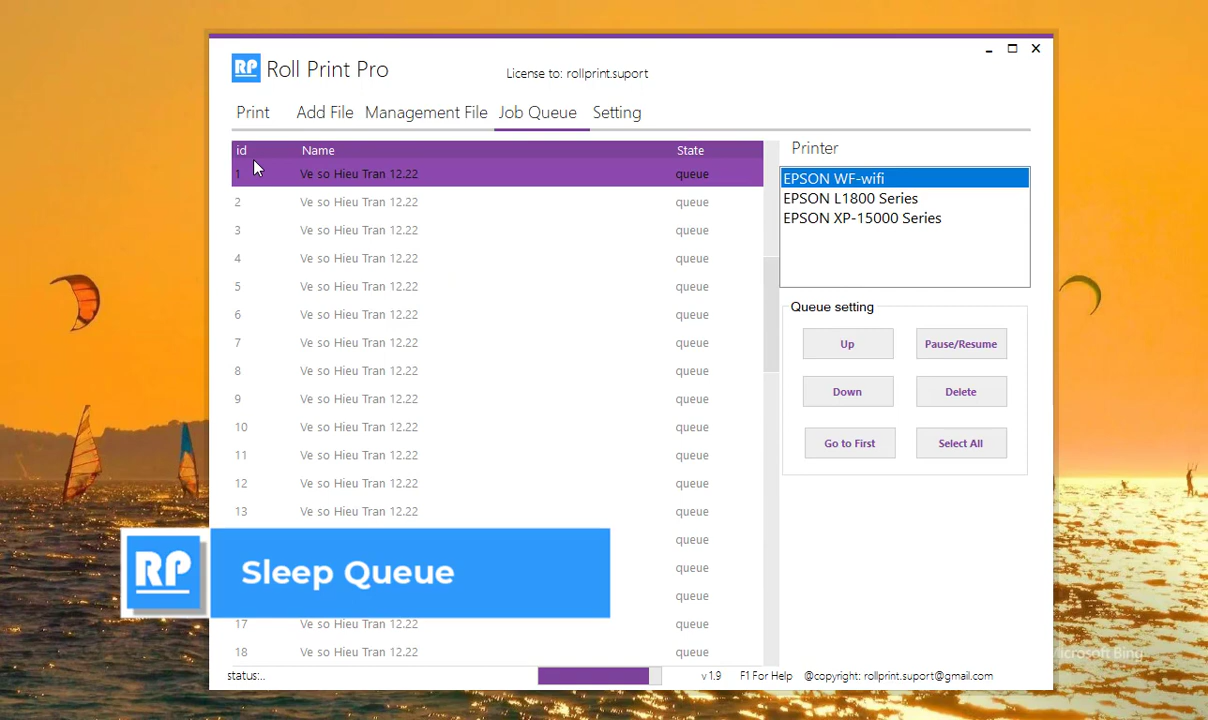 RP Roll Print Pro
License to: rollprint.suport
Print Add File Management File Job Queue Setting
id Name State
1 Ve so Hieu Tran 12.22 queue
2 Ve so Hieu Tran 12.22 queue
3 Ve so Hieu Tran 12.22 queue
4 Ve so Hieu Tran 12.22 queue
5 Ve so Hieu Tran 12.22 queue
6 Ve so Hieu Tran 12.22 queue
7 Ve so Hieu Tran 12.22 queue
8 Ve so Hieu Tran 12.22 queue
9 Ve so Hieu Tran 12.22 queue
10 Ve so Hieu Tran 12.22 queue
11 Ve so Hieu Tran 12.22 queue
12 Ve so Hieu Tran 12.22 queue
13 Ve so Hieu Tran 12.22 queue
queue
queue
queue
17 Ve so Hieu Tran 12.22 queue
18 Ve so Hieu Tran 12.22 queue
RP Sleep Queue
Printer
EPSON WF-wifi
EPSON L1800 Series
EPSON XP-15000 Series
Queue setting
Up Pause/Resume
Down Delete
Go to First Select All
status:..
v 1.9 F1 For Help @copyright: rollprint.suport@gmail.com
Microsoft Bing